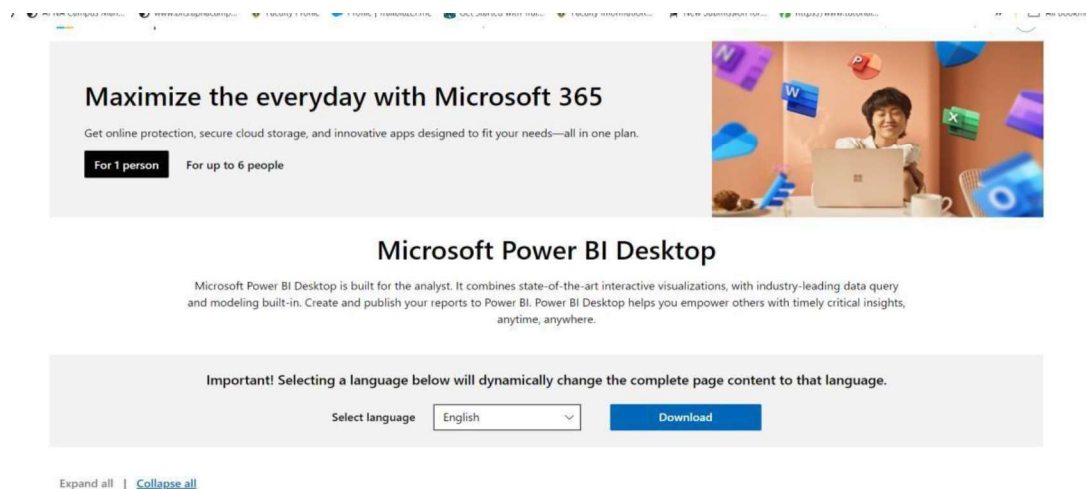 Maximize the everyday with Microsoft 365
Get online protection, secure cloud storage, and innovative apps designed to fit your needs—all in one plan.
For 1 person For up to 6 people
N
P
W
X
O
Microsoft Power BI Desktop
Microsoft Power BI Desktop is built for the analyst. It combines state-of-the-art interactive visualizations, with industry-leading data query
and modeling built-in. Create and publish your reports to Power BI. Power BI Desktop helps you empower others with timely critical insights,
anytime, anywhere.
Important! Selecting a language below will dynamically change the complete page content to that language.
Select language English Download
Expand all | Collapse all